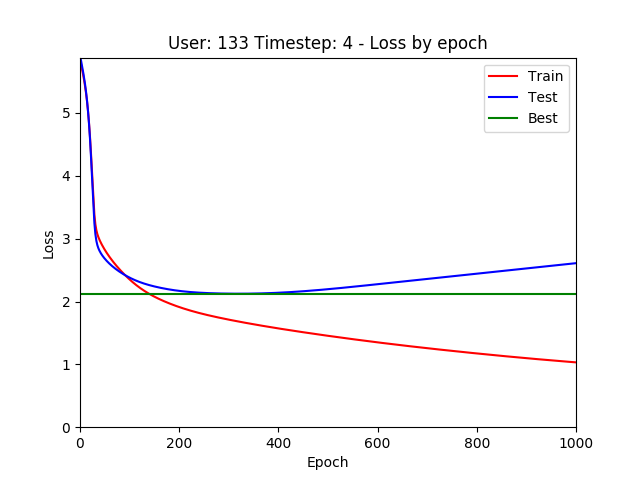 User: 133 Timestep: 4 - Loss by epoch
Train
Test
Best
5
4
3
2
1
0
Loss
0 200 400 600 800 1000
Epoch